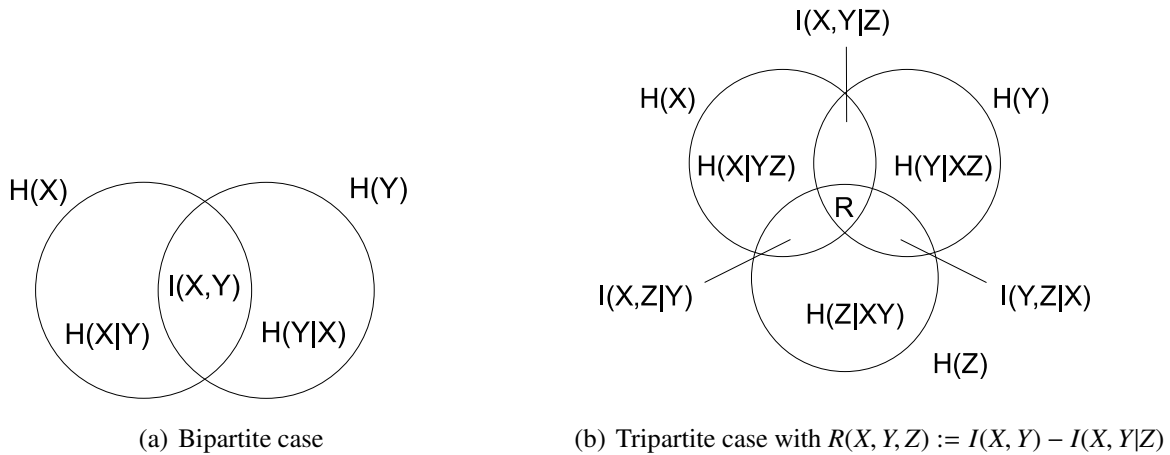 H(X)
H(Y)
I(X,Y)
H(X|Y)
H(Y|X)
(a) Bipartite case
I(X,Y|Z)
H(X)
H(Y)
H(X|YZ)
H(Y|XZ)
R
I(X,Z|Y)
I(Y,Z|X)
H(Z|XY)
H(Z)
(b) Tripartite case with R(X, Y, Z) := I(X, Y) − I(X, Y|Z)